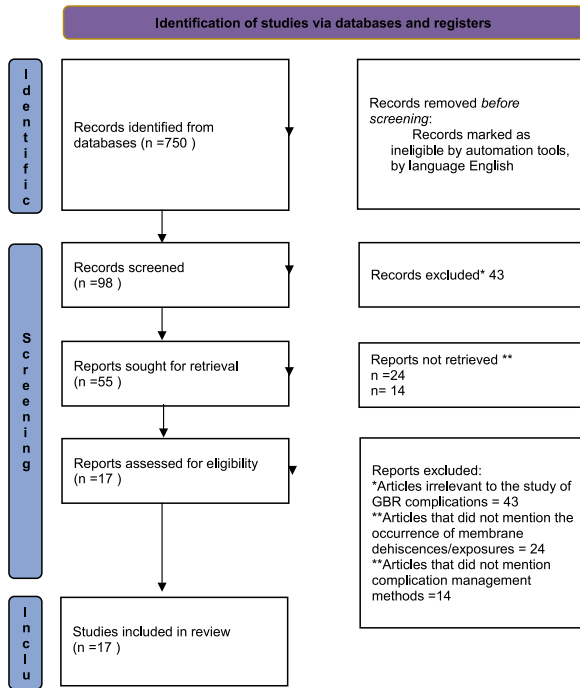 Identification of studies via databases and registers
Identific
Records identified from
databases (n =750 )
Records removed before
screening:
Records marked as
ineligible by automation tools,
by language English
Screening
Records screened
(n =98 )
Records excluded* 43
Reports sought for retrieval
(n =55 )
Reports not retrieved **
n =24
n= 14
Reports assessed for eligibility
(n =17 )
Reports excluded:
*Articles irrelevant to the study of
GBR complications = 43
**Articles that did not mention the
occurrence of membrane
dehiscences/exposures = 24
**Articles that did not mention
complication management
methods =14
Inclu
Studies included in review
(n =17 )